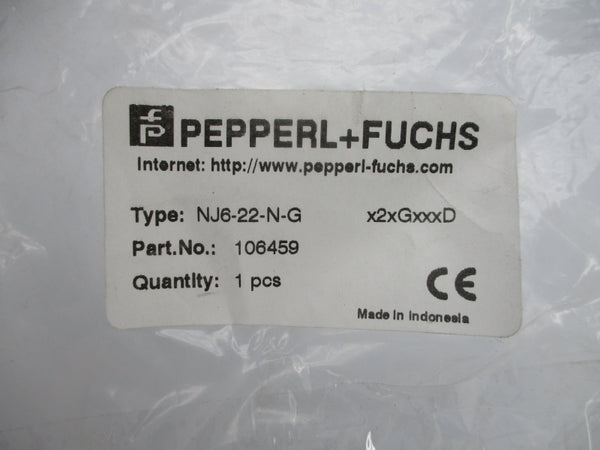 PEPPERL+FUCHS
Internet: http://www.pepperl-fuchs.com
Type: NJ6-22-N-G x2xGxxxD
Part.No.: 106459
Quantity: 1 pcs
CE
Made in Indonesia